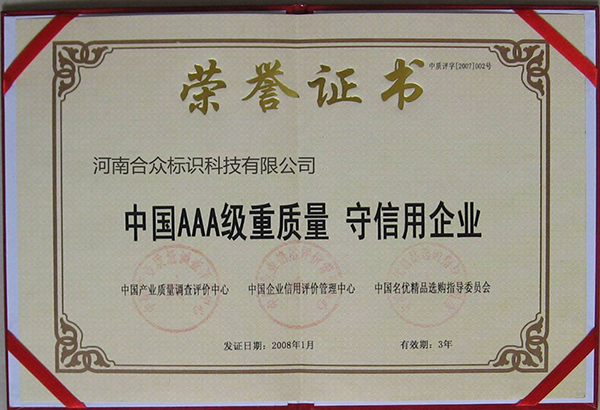 荣誉证书
中质评字[2007]002号
河南合众标识科技有限公司
中国AAA级重质量 守信用企业
中国产业质量调查评价中心 中国企业信用评价管理中心 中国名优精品选购指导委员会
发证日期：2008年1月 有效期：3年